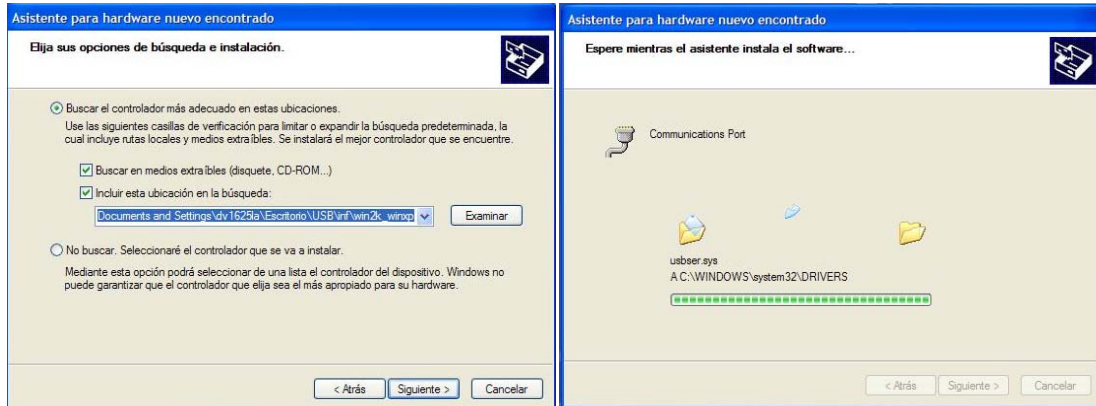 Asistente para hardware nuevo encontrado
Elija sus opciones de búsqueda e instalación.
Buscar el controlador más adecuado en estas ubicaciones.
Use las siguientes casillas de verificación para limitar o expandir la búsqueda predeterminada, la
cual incluye rutas locales y medios extraíbles. Se instalará el mejor controlador que se encuentre.
Buscar en medios extraíbles (disquete, CD-ROM...)
Incluir esta ubicación en la búsqueda:
Documents and Settings\dv1625la\Escritorio\USB\inf\win2k_winxp
Examinar
No buscar. Seleccionaré el controlador que se va a instalar.
Mediante esta opción podrá seleccionar de una lista el controlador del dispositivo. Windows no
puede garantizar que el controlador que elija sea el más apropiado para su hardware.
< Atrás
Siguiente >
Cancelar
Asistente para hardware nuevo encontrado
Espere mientras el asistente instala el software...
Communications Port
usbser.sys
A C:\WINDOWS\system32\DRIVERS
< Atrás
Siguiente >
Cancelar